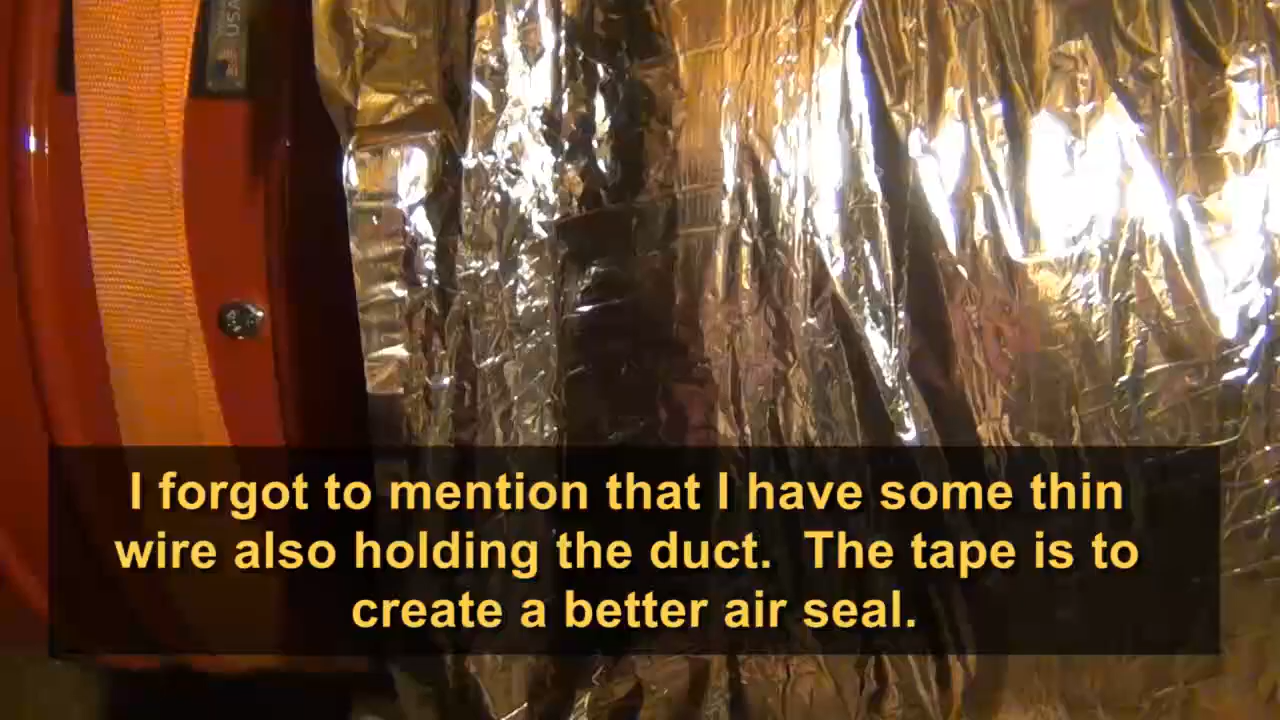 USA
I forgot to mention that I have some thin
wire also holding the duct.  The tape is to
create a better air seal.